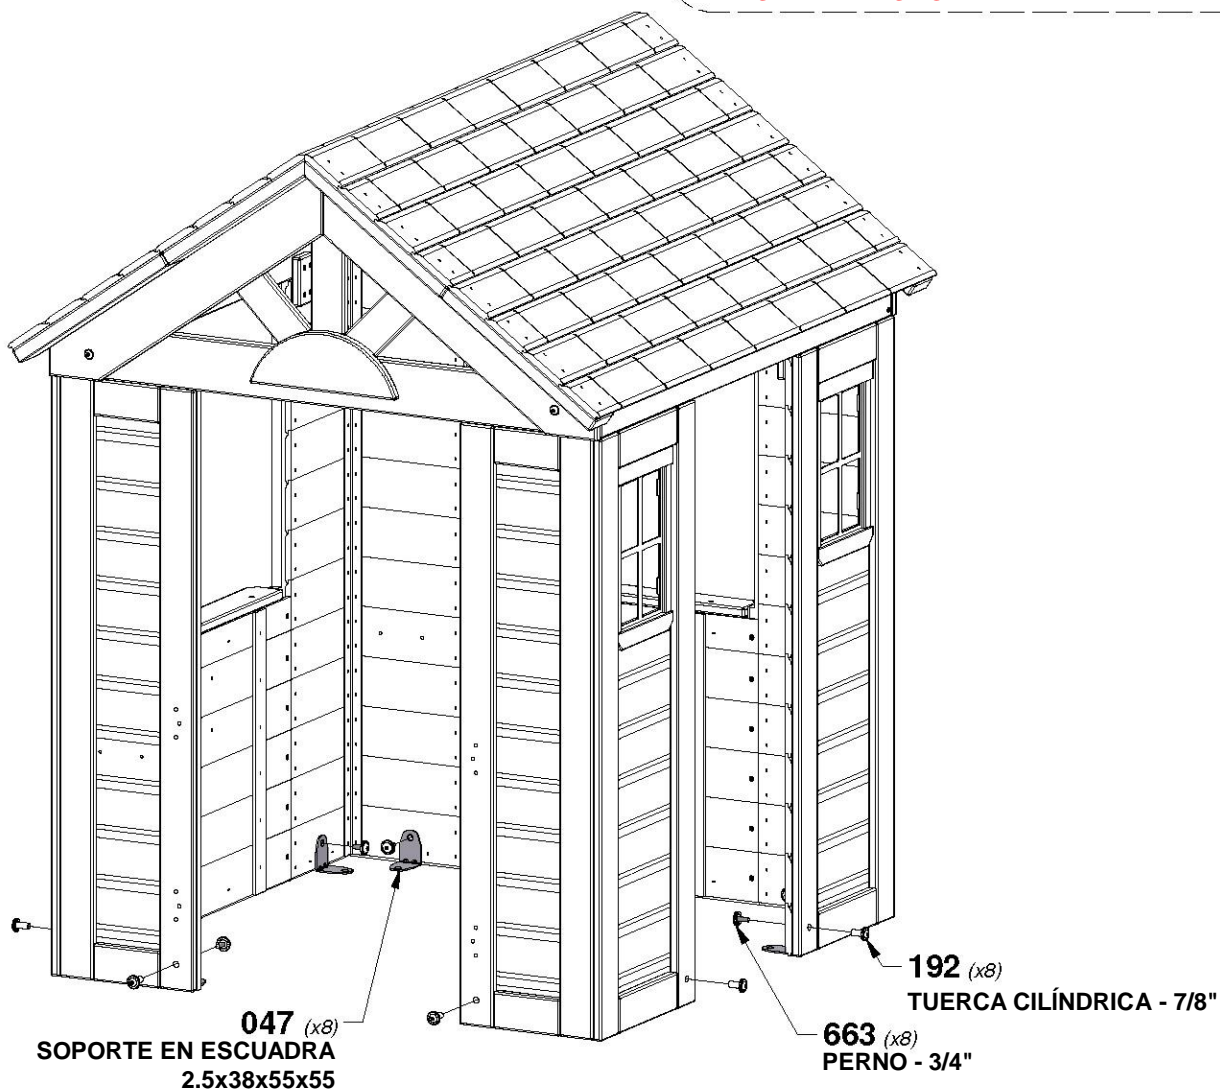 192 (x8)
TUERCA CILÍNDRICA - 7/8"
047 (x8)
SOPORTE EN ESCUADRA
2.5x38x55x55
663 (x8)
PERNO - 3/4"